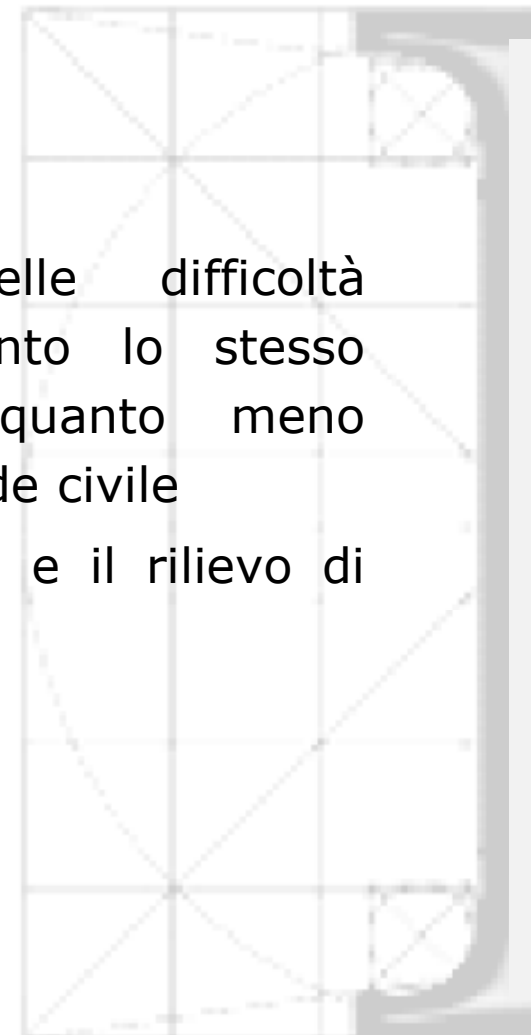 elle difficoltà
nto lo stesso
quanto meno
de civile
e il rilievo di